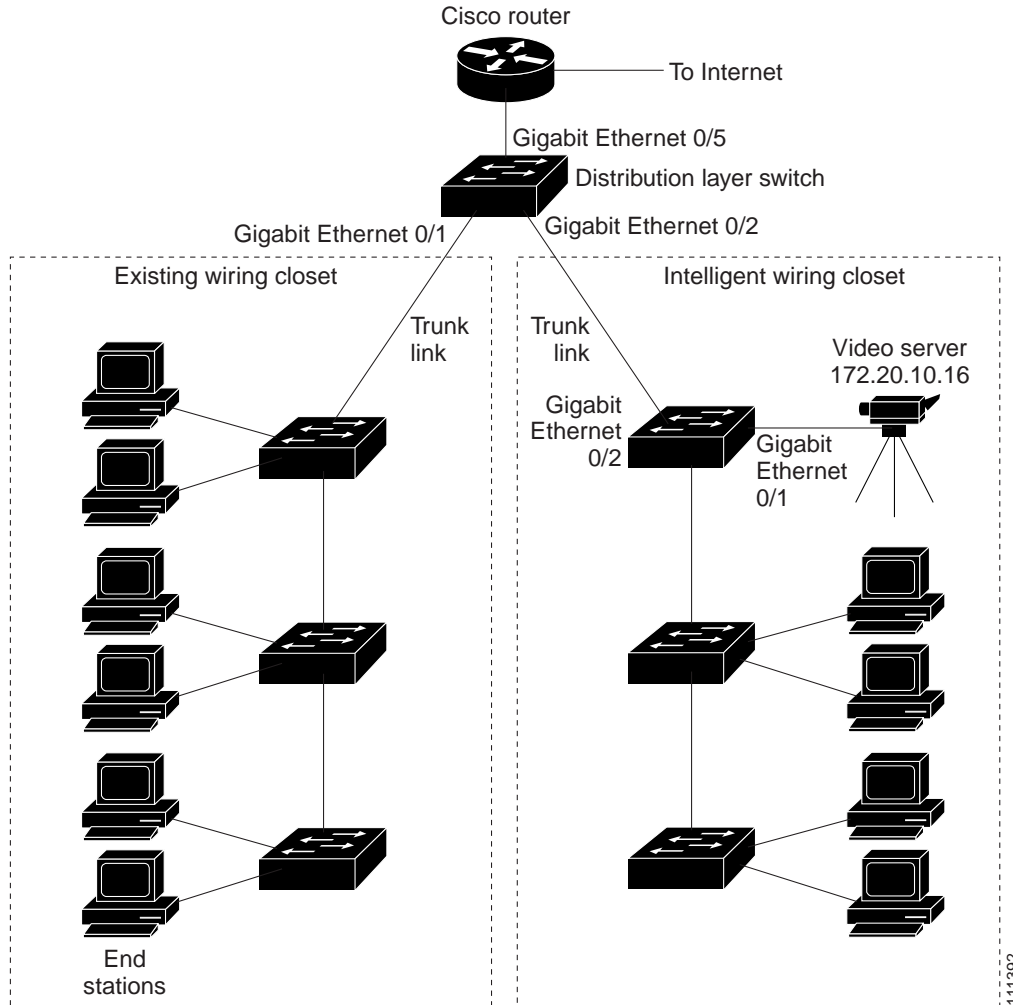 Cisco router
To Internet
Gigabit Ethernet 0/5
Distribution layer switch
Gigabit Ethernet 0/1
Gigabit Ethernet 0/2
Existing wiring closet
Intelligent wiring closet
Trunk
link
Trunk
link
Video server
172.20.10.16
Gigabit
Ethernet
0/2
Gigabit
Ethernet
0/1
End
stations
111392